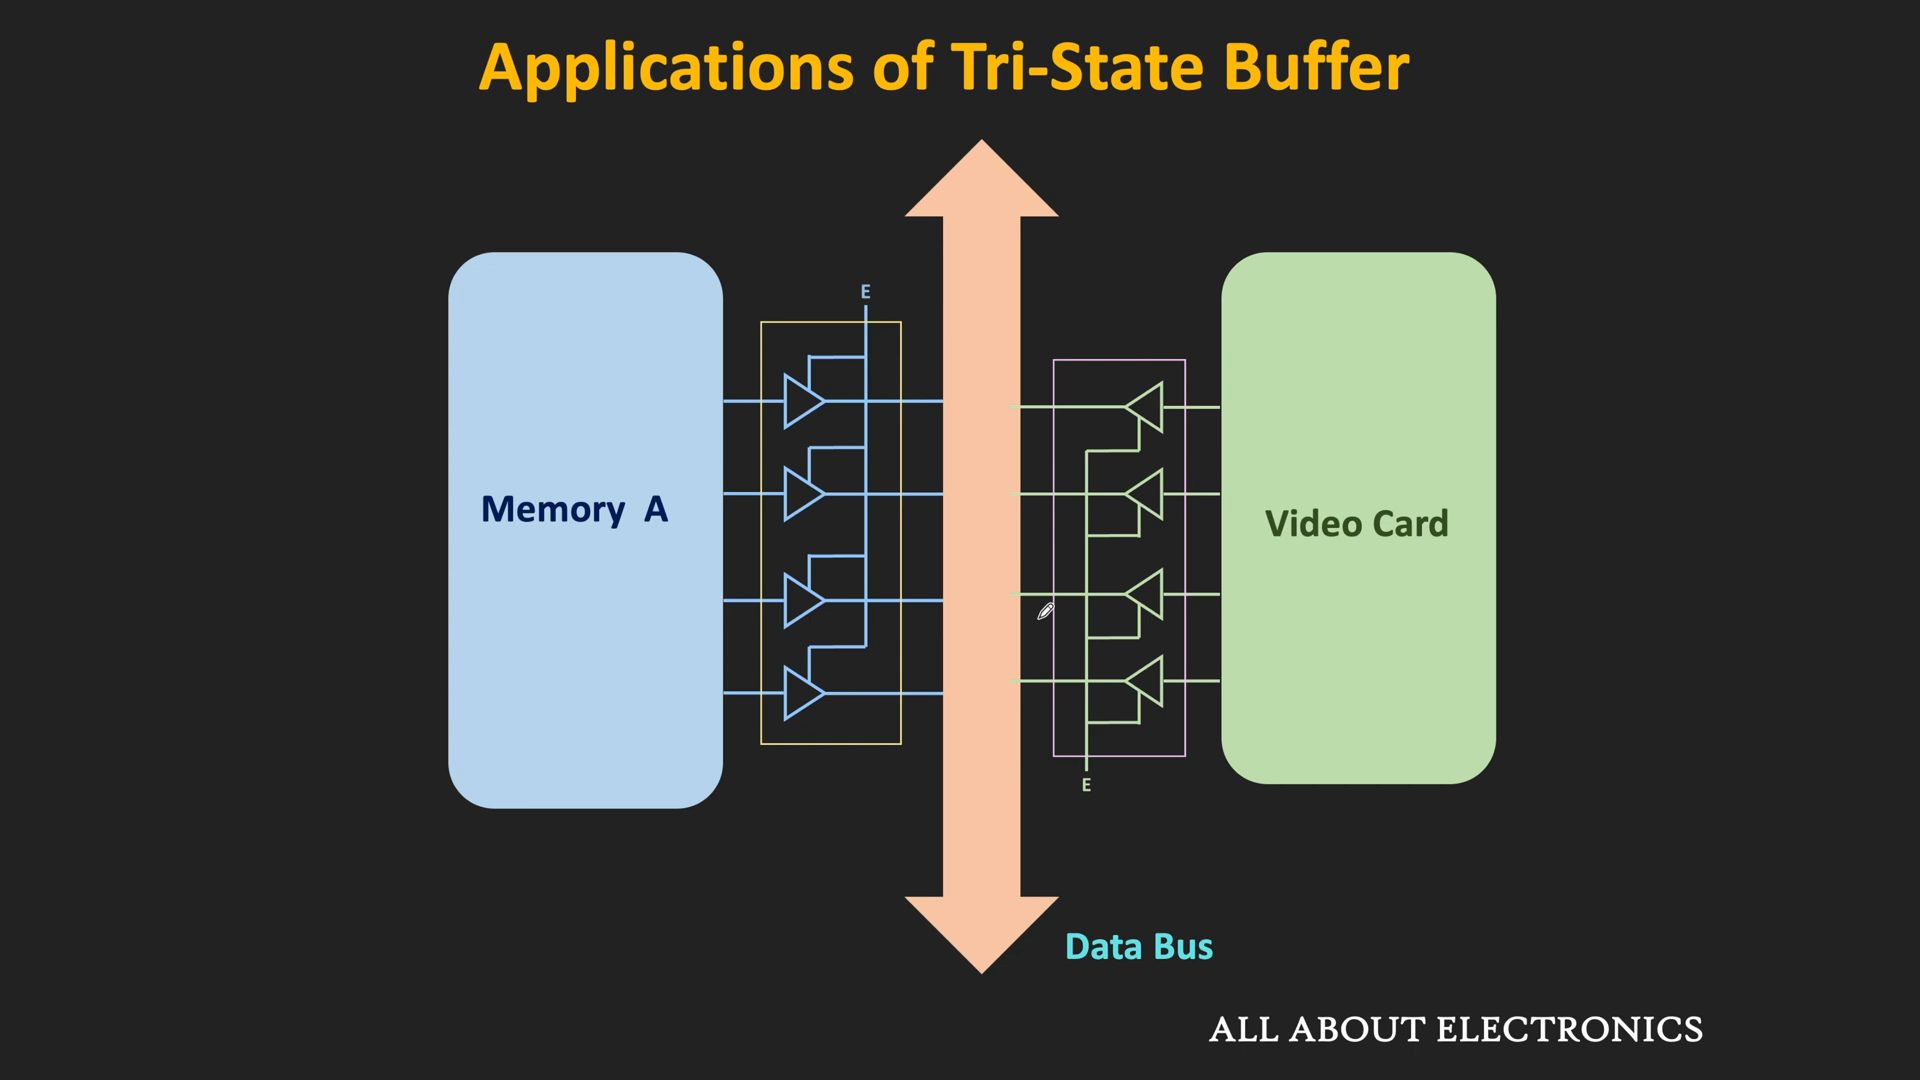 Applications of Tri-State Buffer
E
Memory A
Video Card
E
Data Bus
ALL ABOUT ELECTRONICS